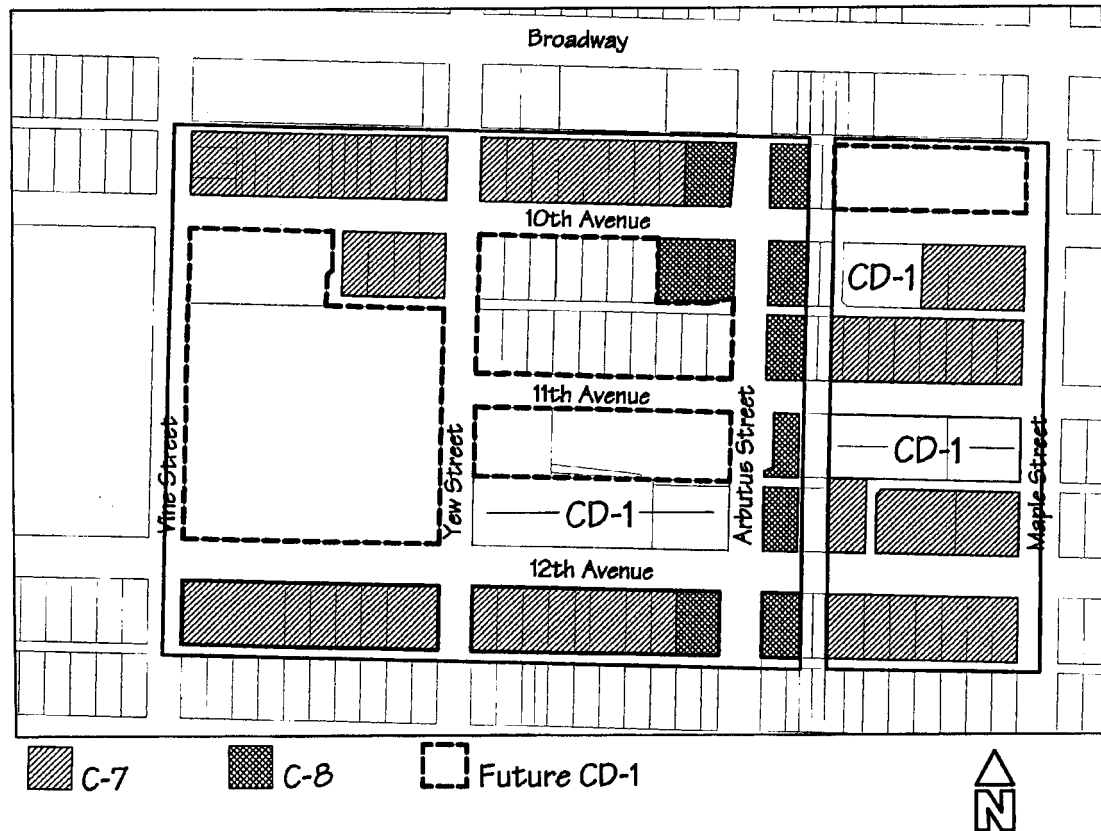 Broadway
10th Avenue
CD-1
11th Avenue
Vine Street
Yew Street
Arbutus Street
Maple Street
CD-1
CD-1
12th Avenue
C-7
C-8
Future CD-1
N